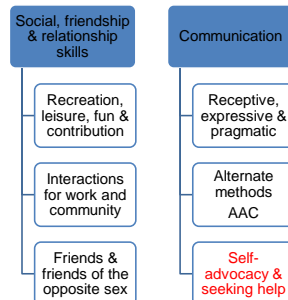 Social, friendship
& relationship
skills
Recreation,
leisure, fun &
contribution
Interactions
for work and
community
Friends &
friends of the
opposite sex
Communication
Receptive,
expressive &
pragmatic
Alternate
methods
AAC
Self-
advocacy &
seeking help